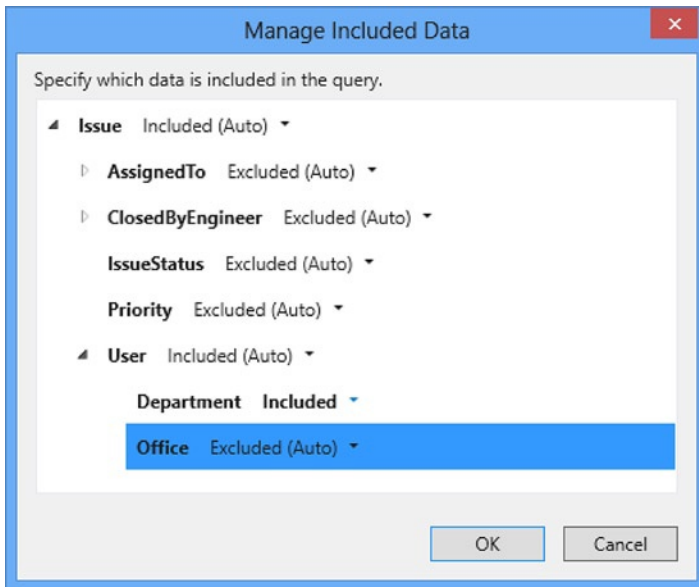 Manage Included Data
Specify which data is included in the query.
Issue Included (Auto)
AssignedTo Excluded (Auto)
ClosedByEngineer Excluded (Auto)
IssueStatus Excluded (Auto)
Priority Excluded (Auto)
User Included (Auto)
Department Included
Office Excluded (Auto)
OK Cancel